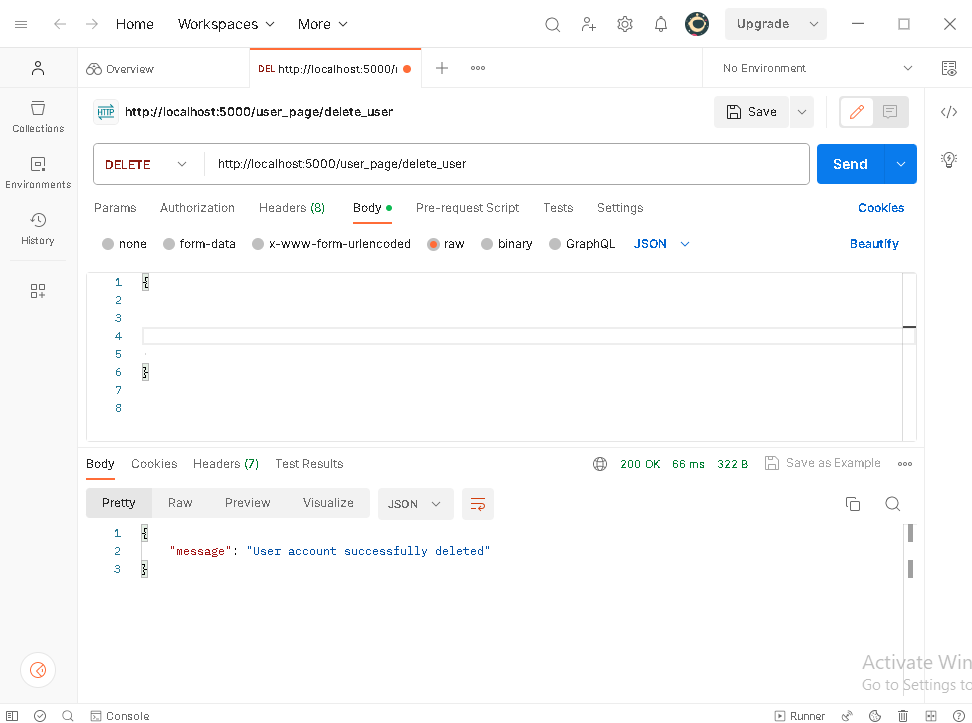 Home Workspaces More Upgrade
Overview DEL http://localhost:5000/ No Environment
HTTP http://localhost:5000/user_page/delete_user Save
Collections
Environments
History
DELETE http://localhost:5000/user_page/delete_user Send
Params Authorization Headers (8) Body Pre-request Script Tests Settings Cookies
none form-data x-www-form-urlencoded raw binary GraphQL JSON Beautify
1 {
2
3
4
5
6 }
7
8
Body Cookies Headers (7) Test Results 200 OK 66 ms 322 B Save as Example
Pretty Raw Preview Visualize JSON
1 {
2 "message": "User account successfully deleted"
3 }
Activate Win
Go to Settings to
Console Runner